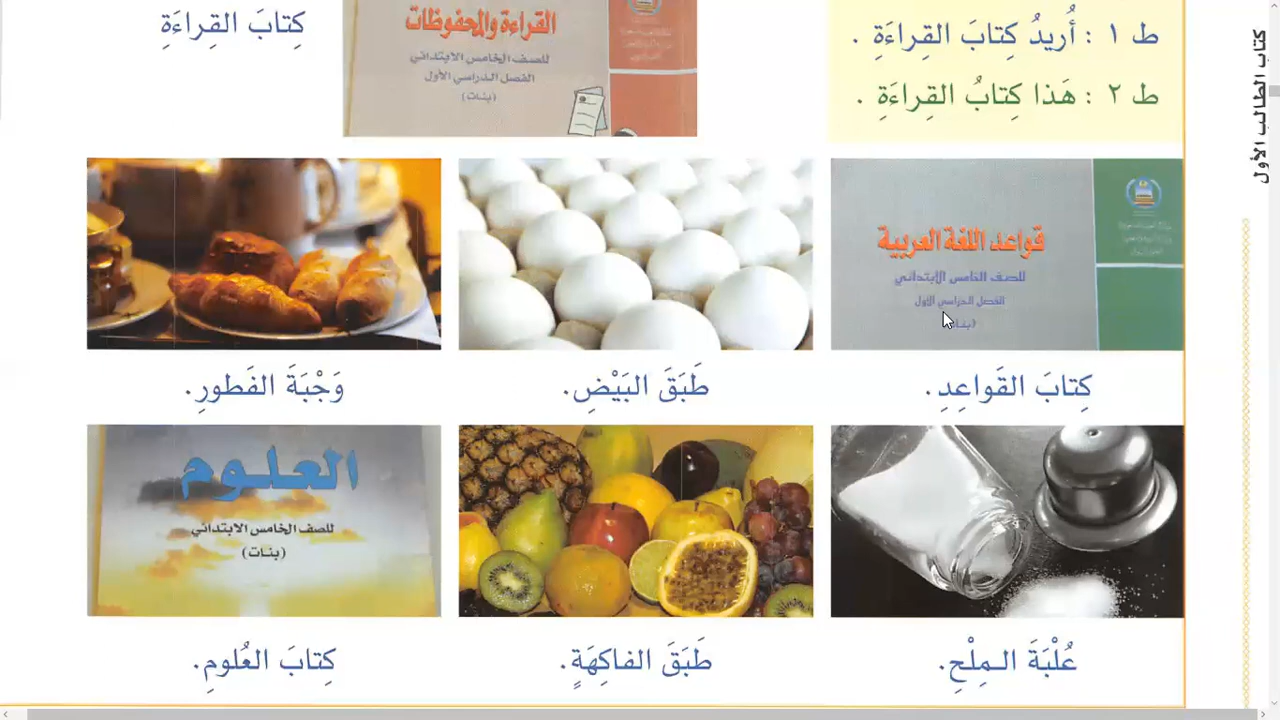 ط ١ : أُريدُ كِتابَ القِراءَةِ .
ط ٢ : هَذا كِتابُ القِراءَةِ .
القراءة والمحفوظات
للصف الخامس الابتدائي
الفصل الدراسي الأول
(بنات)
كِتابَ القِراءَةِ
كتاب الطالب الأول
قواعد اللغة العربية
للصف الخامس الابتدائي
الفصل الدراسي الأول
كِتابَ القَواعِدِ.
طَبَقَ البَيْضِ.
وَجْبَةَ الفَطورِ.
العلوم
للصف الخامس الابتدائي
(بنات)
عُلْبَةَ الـمِلْحِ.
طَبَقَ الفاكِهَةٍ.
كِتابَ العُلومِ.